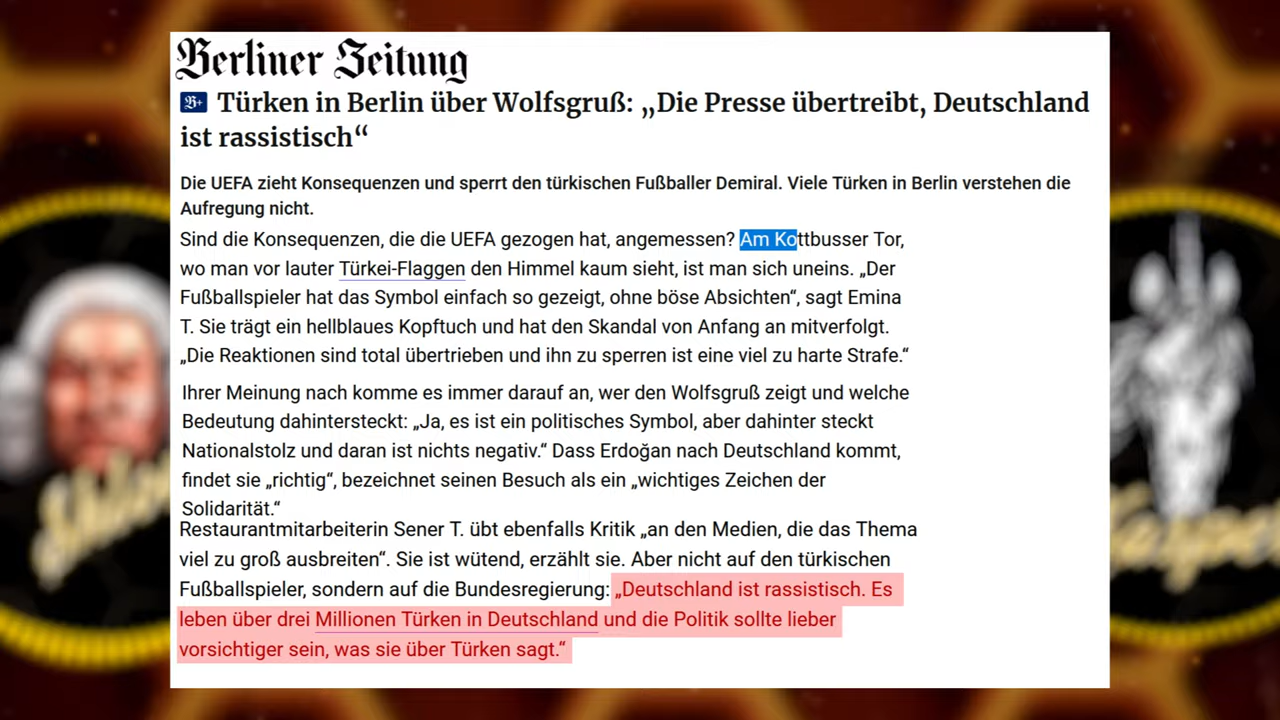 Berliner Zeitung
B+ Türken in Berlin über Wolfsgruß: „Die Presse übertreibt, Deutschland
ist rassistisch“
Die UEFA zieht Konsequenzen und sperrt den türkischen Fußballer Demiral. Viele Türken in Berlin verstehen die
Aufregung nicht.
Sind die Konsequenzen, die die UEFA gezogen hat, angemessen? Am Kottbusser Tor,
wo man vor lauter Türkei-Flaggen den Himmel kaum sieht, ist man sich uneins. „Der
Fußballspieler hat das Symbol einfach so gezeigt, ohne böse Absichten“, sagt Emina
T. Sie trägt ein hellblaues Kopftuch und hat den Skandal von Anfang an mitverfolgt.
„Die Reaktionen sind total übertrieben und ihn zu sperren ist eine viel zu harte Strafe.“
Ihrer Meinung nach komme es immer darauf an, wer den Wolfsgruß zeigt und welche
Bedeutung dahintersteckt: „Ja, es ist ein politisches Symbol, aber dahinter steckt
Nationalstolz und daran ist nichts negativ.“ Dass Erdoğan nach Deutschland kommt,
findet sie „richtig“, bezeichnet seinen Besuch als ein „wichtiges Zeichen der
Solidarität.“
Restaurantmitarbeiterin Sener T. übt ebenfalls Kritik „an den Medien, die das Thema
viel zu groß ausbreiten“. Sie ist wütend, erzählt sie. Aber nicht auf den türkischen
Fußballspieler, sondern auf die Bundesregierung: „Deutschland ist rassistisch. Es
leben über drei Millionen Türken in Deutschland und die Politik sollte lieber
vorsichtiger sein, was sie über Türken sagt.“